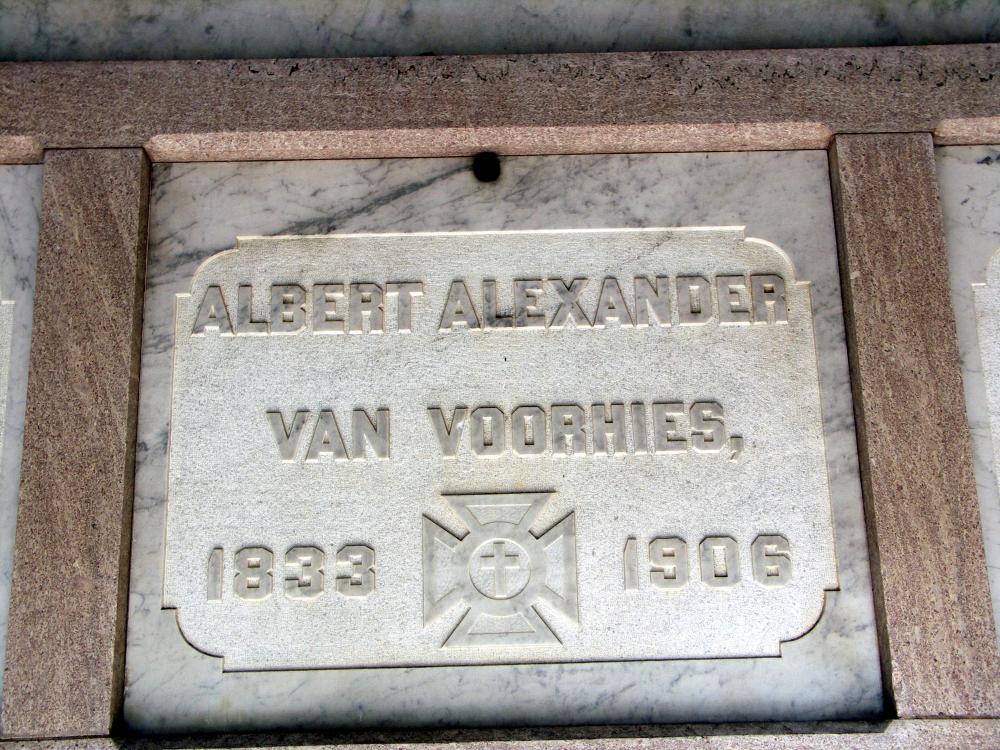 ALBERT ALEXANDER
VAN VOORHIES,
1833 1906